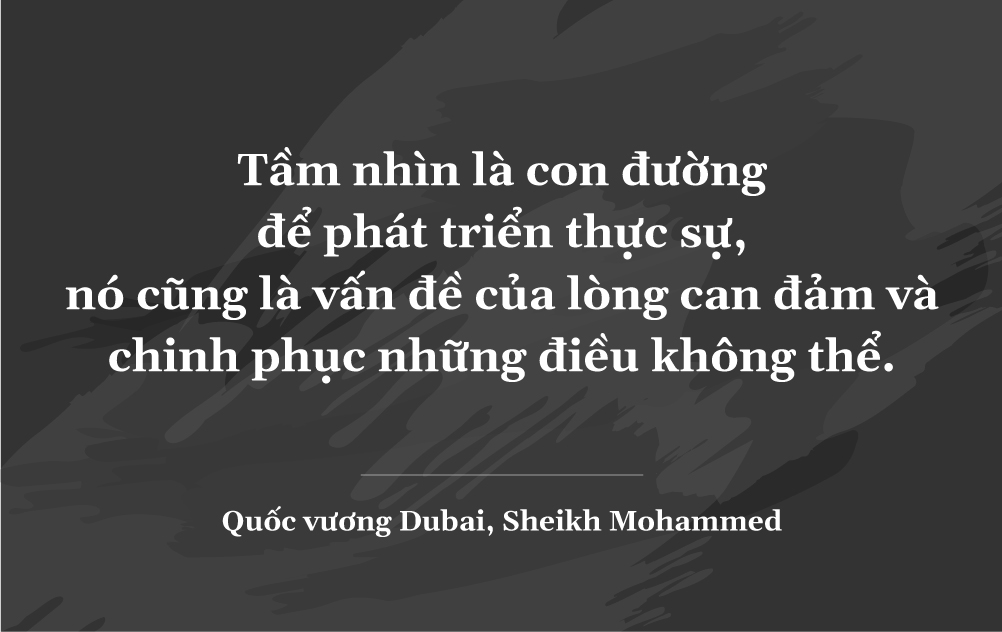 Tầm nhìn là con đường
để phát triển thực sự,
nó cũng là vấn đề của lòng can đảm và
chinh phục những điều không thể.
Quốc vương Dubai, Sheikh Mohammed